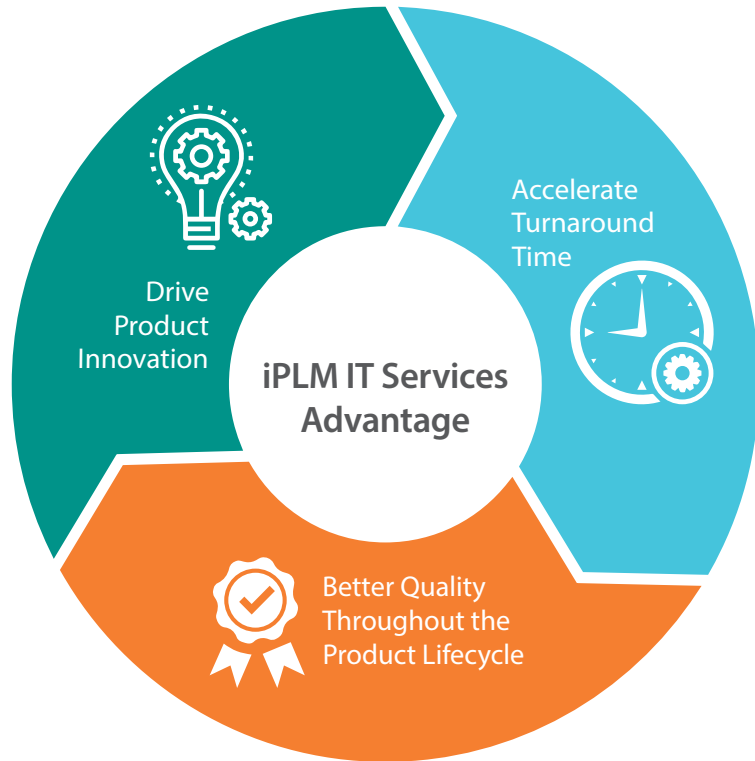 Drive
Product
Innovation
Accelerate
Turnaround
Time
iPLM IT Services
Advantage
Better Quality
Throughout the
Product Lifecycle